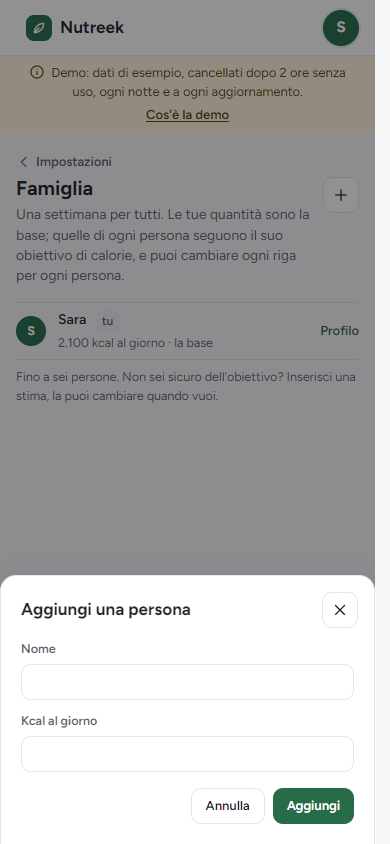 Nutreek
S
Demo: dati di esempio, cancellati dopo 2 ore senza
uso, ogni notte e a ogni aggiornamento.
Cos'è la demo
Impostazioni
Famiglia
Una settimana per tutti. Le tue quantità sono la
base; quelle di ogni persona seguono il suo
obiettivo di calorie, e puoi cambiare ogni riga
per ogni persona.
S
Sara tu
2.100 kcal al giorno · la base
Profilo
Fino a sei persone. Non sei sicuro dell'obiettivo? Inserisci una
stima, la puoi cambiare quando vuoi.
Aggiungi una persona
Nome
Kcal al giorno
Annulla
Aggiungi